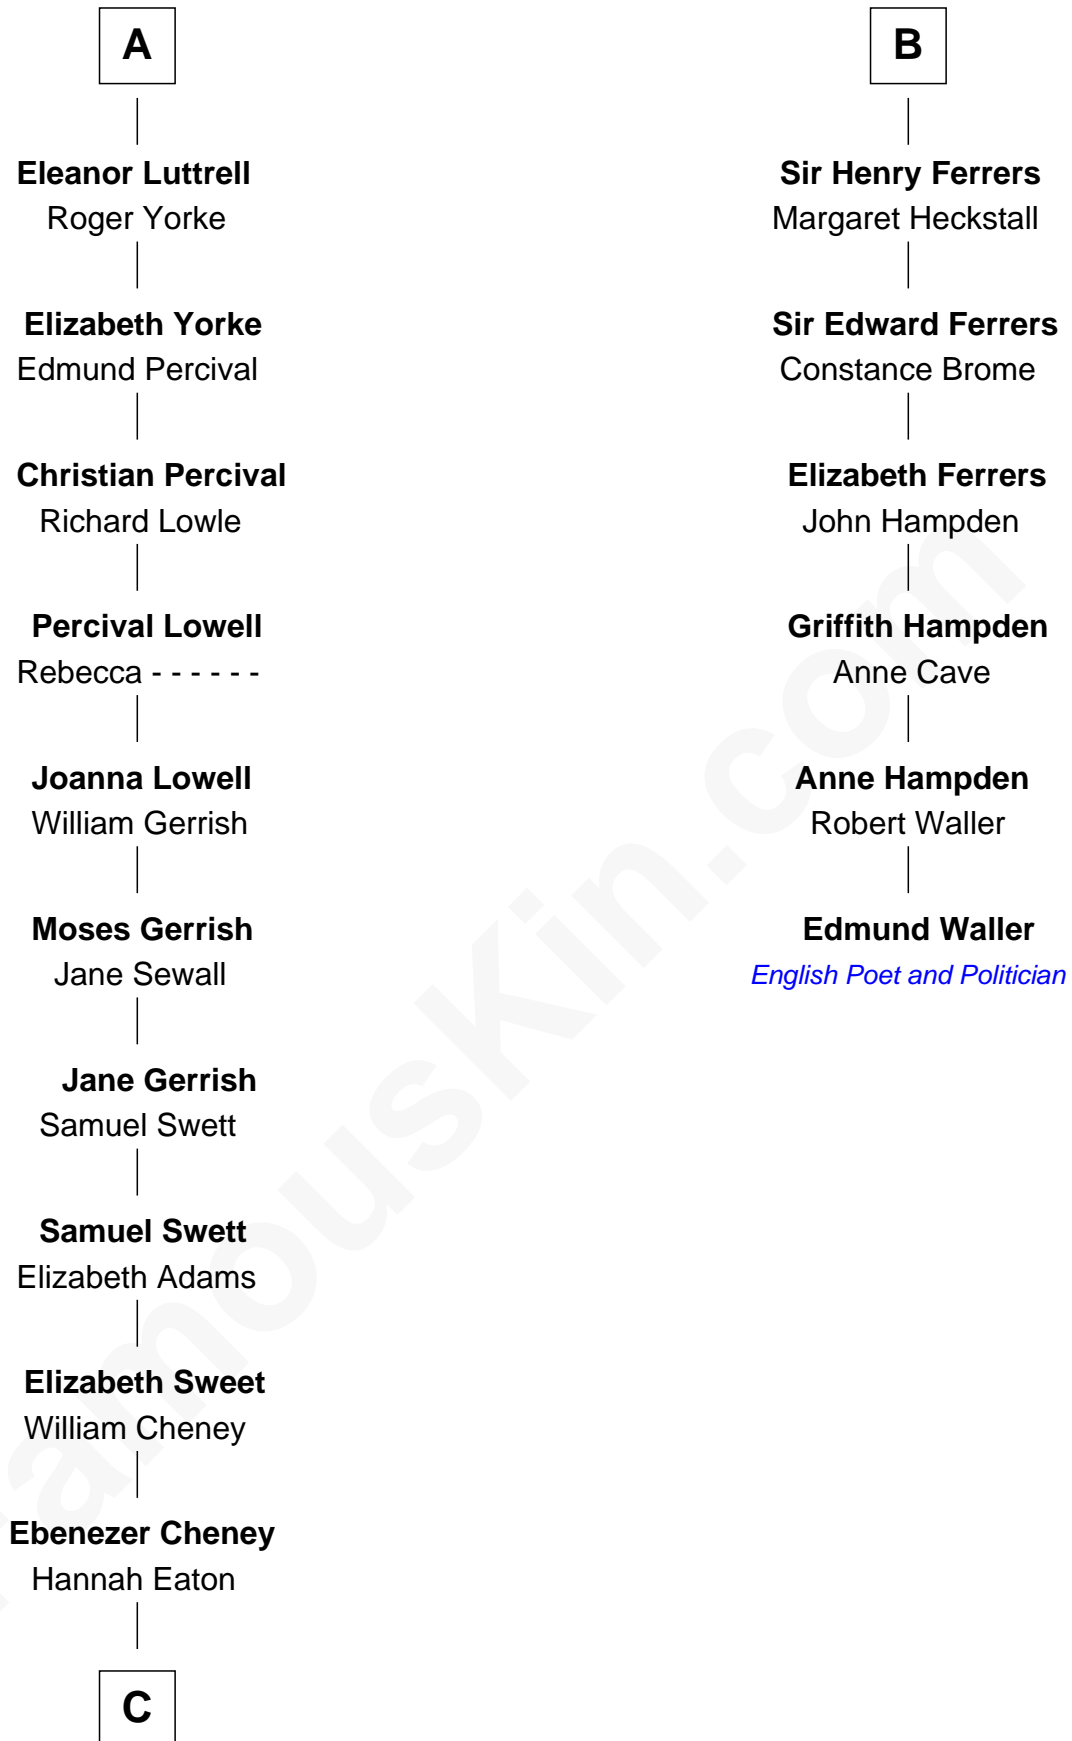 A
Eleanor Luttrell
Roger Yorke
Elizabeth Yorke
Edmund Percival
Christian Percival
Richard Lowle
Percival Lowell
Rebecca - - - - - -
Joanna Lowell
William Gerrish
Moses Gerrish
Jane Sewall
Jane Gerrish
Samuel Swett
Samuel Swett
Elizabeth Adams
Elizabeth Sweet
William Cheney
Ebenezer Cheney
Hannah Eaton
C
B
Sir Henry Ferrers
Margaret Heckstall
Sir Edward Ferrers
Constance Brome
Elizabeth Ferrers
John Hampden
Griffith Hampden
Anne Cave
Anne Hampden
Robert Waller
Edmund Waller
English Poet and Politician
FamousKin.com